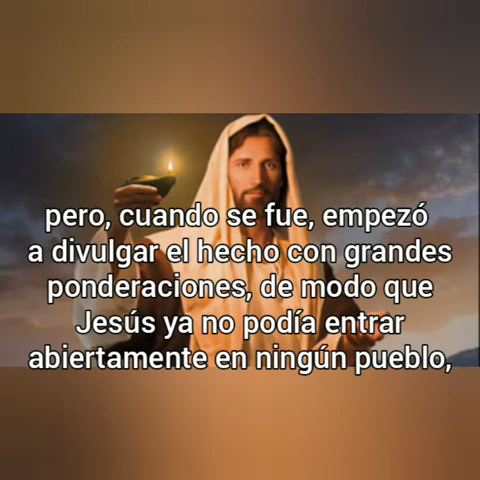 pero, cuando se fue, empezó
a divulgar el hecho con grandes
ponderaciones, de modo que
Jesús ya no podía entrar
abiertamente en ningún pueblo,